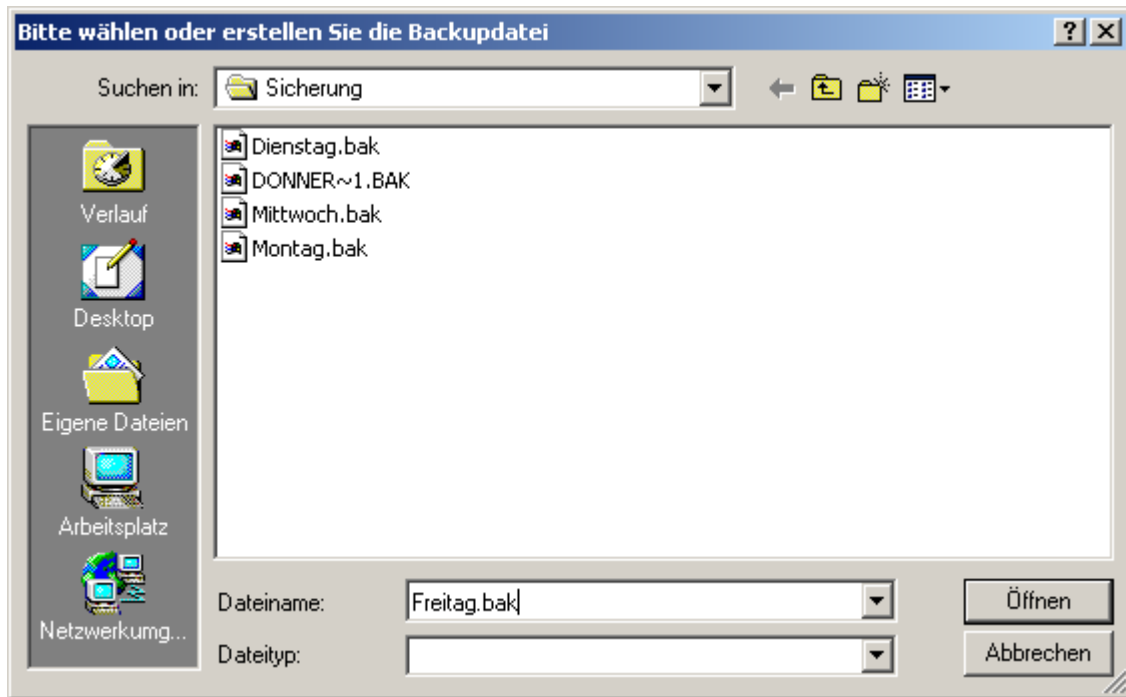 Bitte wählen oder erstellen Sie die Backupdatei
Suchen in: Sicherung
Verlauf
Desktop
Eigene Dateien
Arbeitsplatz
Netzwerkumg...
Dienstag.bak
DONNER~1.BAK
Mittwoch.bak
Montag.bak
Dateiname: Freitag.bak Öffnen
Dateityp: Abbrechen